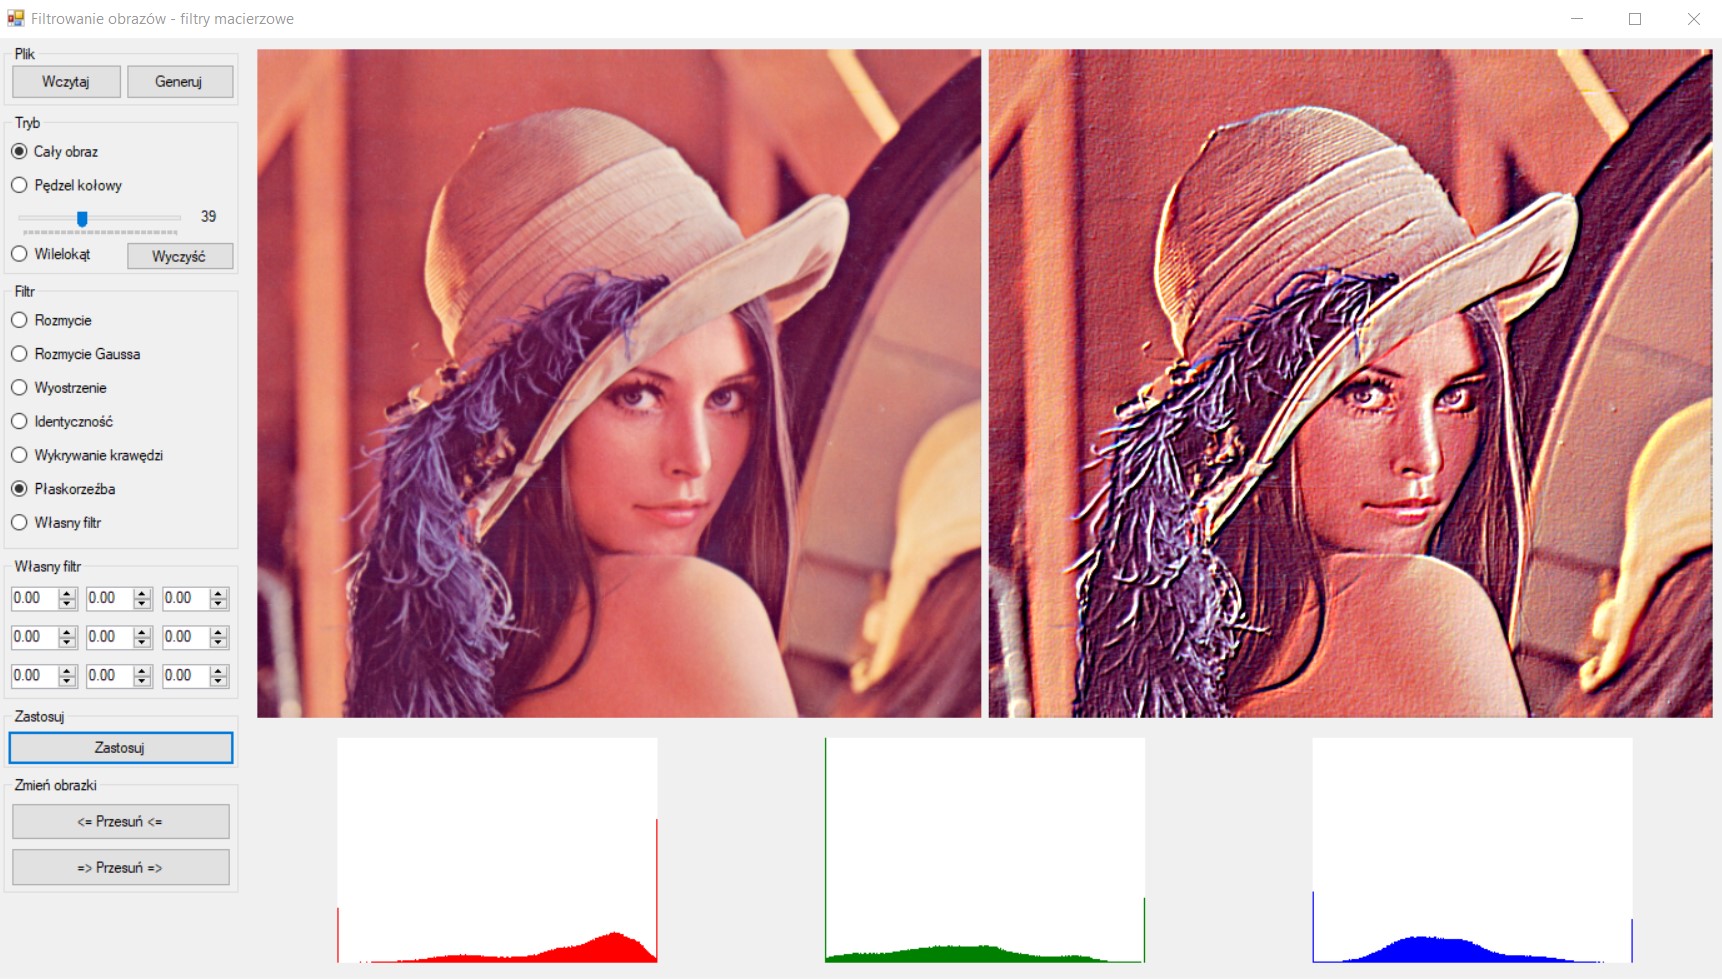 Filtrowanie obrazów - filtry macierzowe
Plik
Wczytaj Generuj
Tryb
Cały obraz
Pędzel kołowy
39
Wilelokąt Wyczyść
Filtr
Rozmycie
Rozmycie Gaussa
Wyostrzenie
Identyczność
Wykrywanie krawędzi
Płaskorzeźba
Własny filtr
Własny filtr
0.00 0.00 0.00
0.00 0.00 0.00
0.00 0.00 0.00
Zastosuj
Zastosuj
Zmień obrazki
<= Przesuń <=
=> Przesuń =>